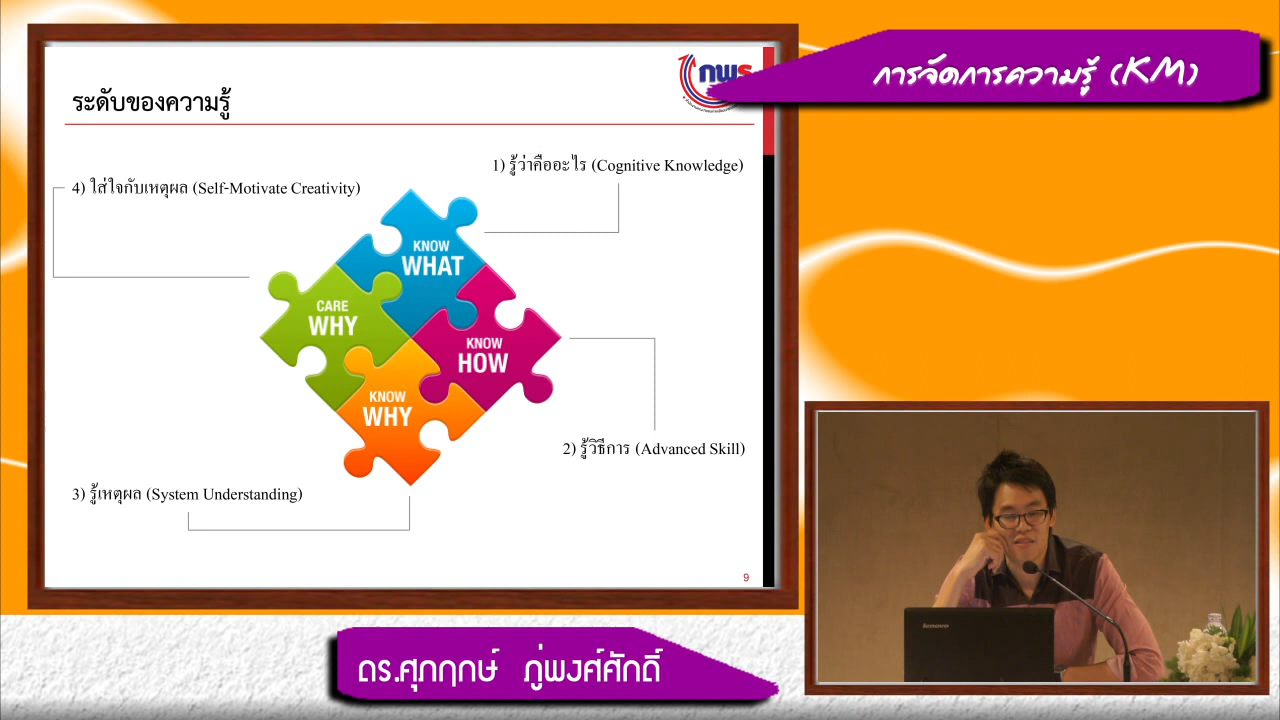 การจัดการความรู้ (KM)
กพร
ระดับของความรู้
1) รู้ว่าคืออะไร (Cognitive Knowledge)
4) ใส่ใจกับเหตุผล (Self-Motivate Creativity)
KNOW
WHAT
CARE
WHY
KNOW
HOW
KNOW
WHY
2) รู้วิธีการ (Advanced Skill)
3) รู้เหตุผล (System Understanding)
9
lenovo
ดร.ศุภฤกษ์ ภู่พงศ์ศักดิ์